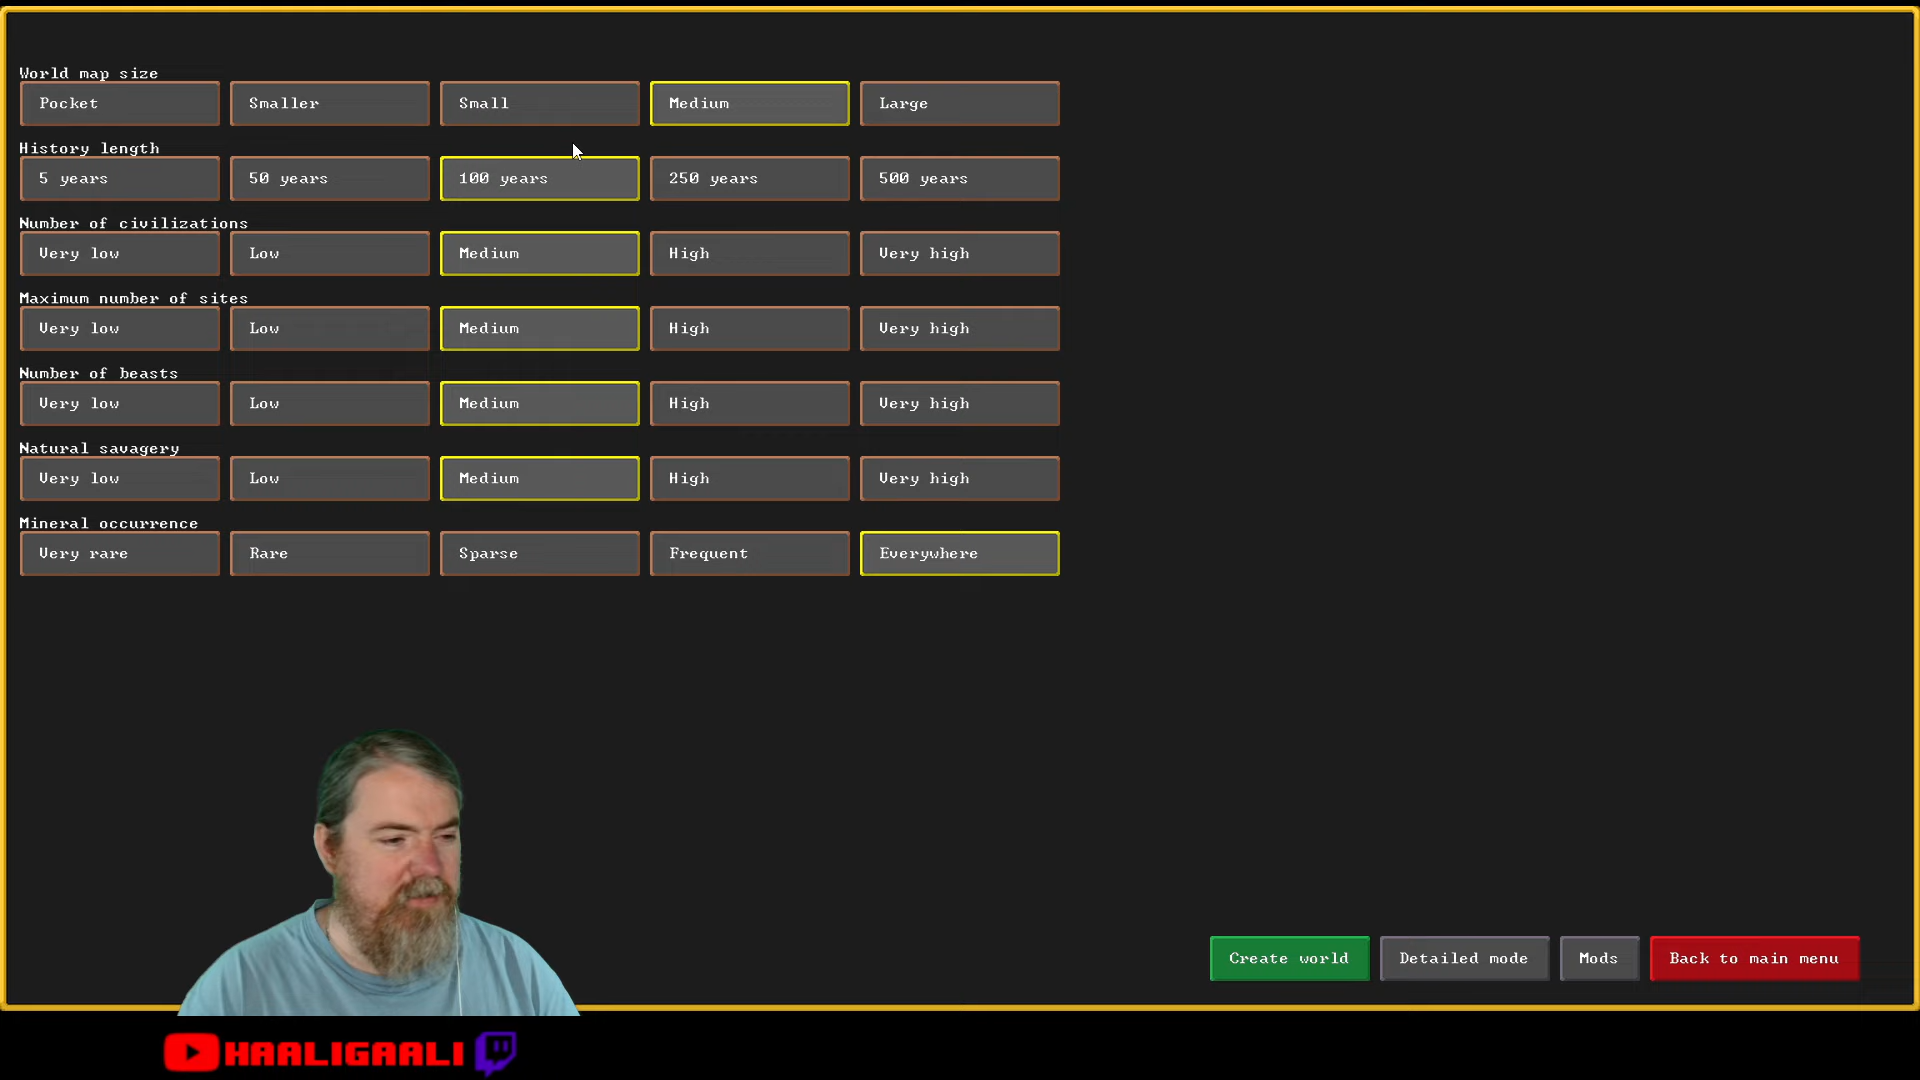 World map size
Pocket Smaller Small Medium Large
History length
5 years 50 years 100 years 250 years 500 years
Number of civilizations
Very low Low Medium High Very high
Maximum number of sites
Very low Low Medium High Very high
Number of beasts
Very low Low Medium High Very high
Natural savagery
Very low Low Medium High Very high
Mineral occurrence
Very rare Rare Sparse Frequent Everywhere
Create world Detailed mode Mods Back to main menu
HAALIGAALI